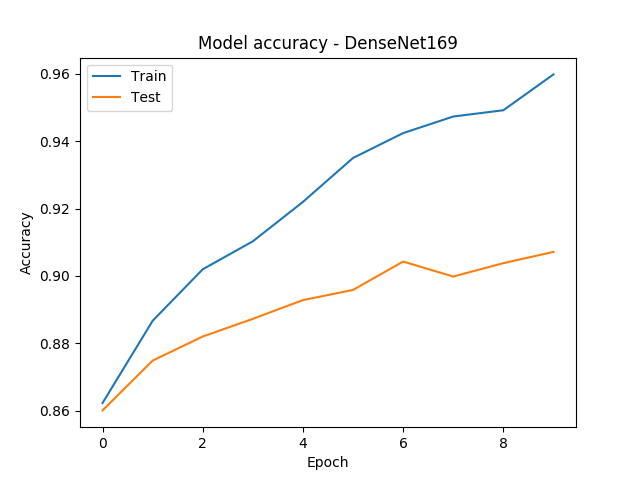 Model accuracy - DenseNet169
Train
Test
Accuracy
0.96
0.94
0.92
0.90
0.88
0.86
0 2 4 6 8
Epoch